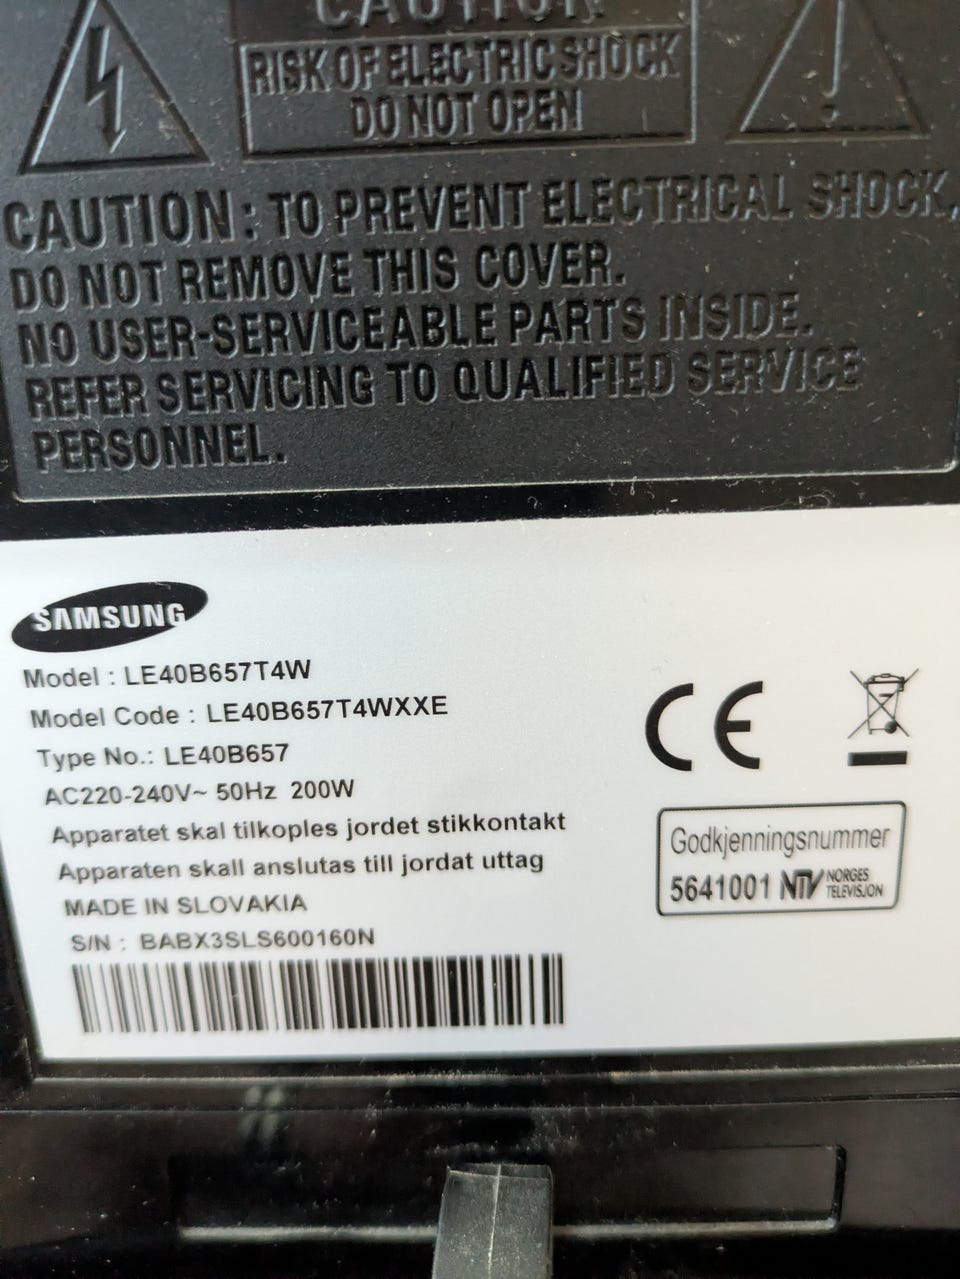 CAUTION
RISK OF ELECTRIC SHOCK
DO NOT OPEN
CAUTION : TO PREVENT ELECTRICAL SHOCK,
DO NOT REMOVE THIS COVER.
NO USER-SERVICEABLE PARTS INSIDE.
REFER SERVICING TO QUALIFIED SERVICE
PERSONNEL.
SAMSUNG
Model : LE40B657T4W
Model Code : LE40B657T4WXXE
Type No.: LE40B657
AC220-240V~ 50Hz 200W
Apparatet skal tilkoples jordet stikkontakt
Apparaten skall anslutas till jordat uttag
MADE IN SLOVAKIA
S/N : BABX3SLS600160N
CE
Godkjenningsnummer
5641001 NTV NORGES
TELEVISJON